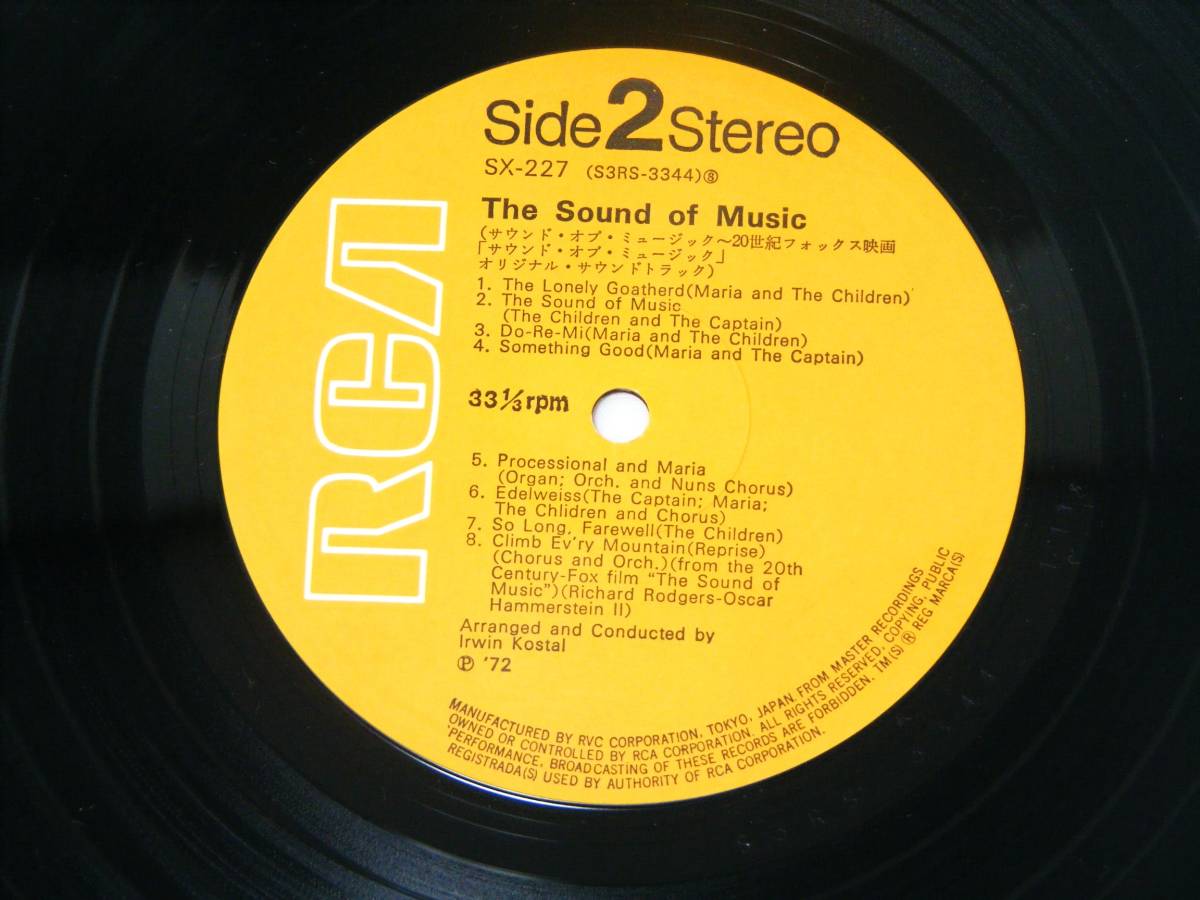 Side 2 Stereo
SX-227 (S3RS-3344)Ⓢ
The Sound of Music
(サウンド・オブ・ミュージック〜20世紀フォックス映画
「サウンド・オブ・ミュージック」
オリジナル・サウンドトラック)
1. The Lonely Goatherd(Maria and The Children)
2. The Sound of Music
(The Children and The Captain)
3. Do-Re-Mi(Maria and The Children)
4. Something Good(Maria and The Captain)
33 1/3 rpm
RCA
5. Processional and Maria
(Organ; Orch. and Nuns Chorus)
6. Edelweiss(The Captain; Maria;
The Chlidren and Chorus)
7. So Long, Farewell(The Children)
8. Climb Ev'ry Mountain(Reprise)
(Chorus and Orch.)(from the 20th
Century-Fox film "The Sound of
Music")(Richard Rodgers-Oscar
Hammerstein II)
Arranged and Conducted by
Irwin Kostal
Ⓟ '72
MANUFACTURED BY RVC CORPORATION, TOKYO, JAPAN FROM MASTER RECORDINGS
OWNED OR CONTROLLED BY RCA CORPORATION. ALL RIGHTS RESERVED, COPYING, PUBLIC
'PERFORMANCE, BROADCASTING OF THESE RECORDS ARE FORBIDDEN. TM(S) ® REG MARCA(S)
REGISTRADA(S) USED BY AUTHORITY OF RCA CORPORATION.